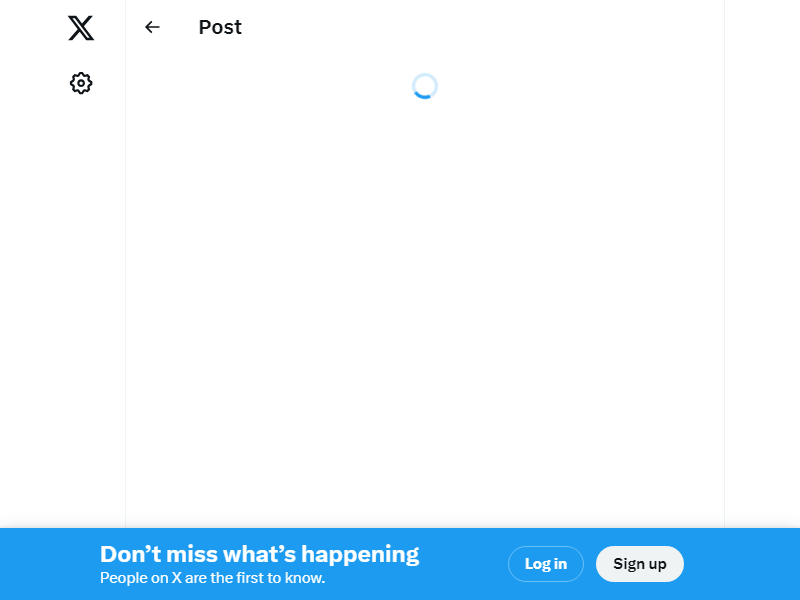 Post
Don’t miss what’s happening
People on X are the first to know.
Log in
Sign up